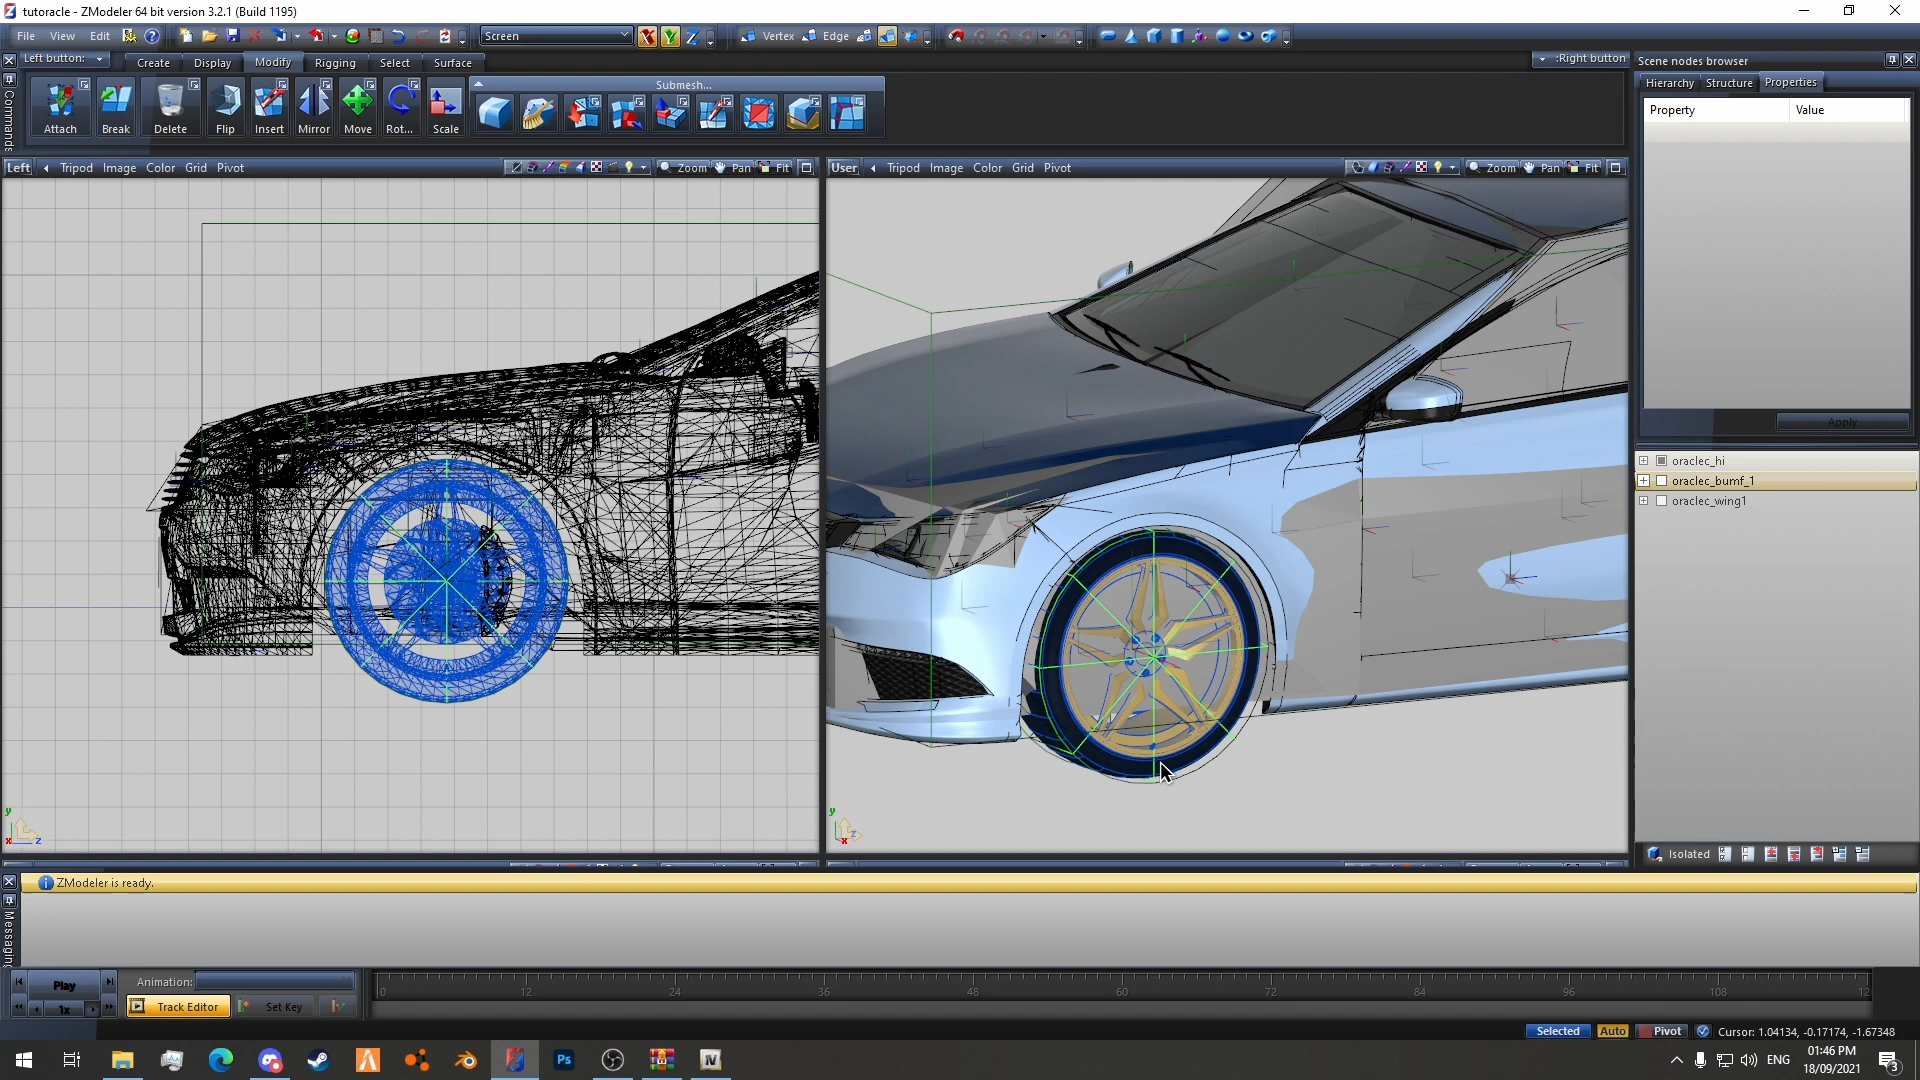 tutoracle - ZModeler 64 bit version 3.2.1 (Build 1195)
File View Edit Screen Vertex Edge
Left button: Create Display Modify Rigging Select Surface :Right button
Commands
Attach Break Delete Flip Insert Mirror Move Rot... Scale
Submesh...
Left Tripod Image Color Grid Pivot Zoom Pan Fit
User Tripod Image Color Grid Pivot Zoom Pan Fit
Scene nodes browser
Hierarchy Structure Properties
Property Value
Apply
oraclec_hi
oraclec_bumf_1
oraclec_wing1
Isolated
y
x z
y
z
x
ZModeler is ready.
Messaging
Play Animation:
1x Track Editor Set Key
0 12 24 36 48 60 72 84 96 108
Selected Auto Pivot Cursor: 1.04134, -0.17174, -1.67348
ENG 01:46 PM
18/09/2021
3